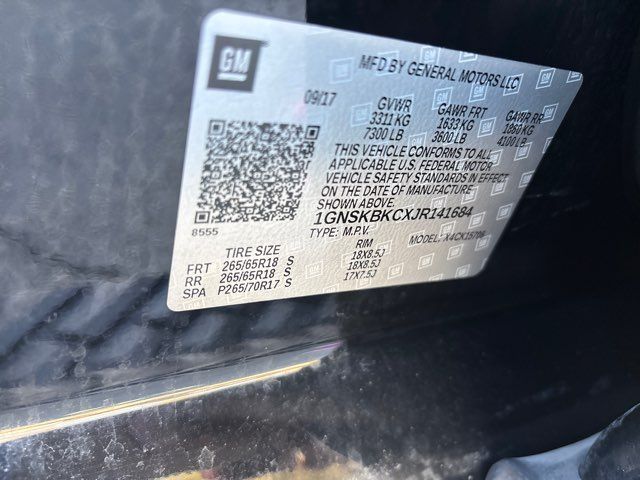 GM
MFD BY GENERAL MOTORS LLC
09/17 GVWR GAWR FRT GAWR RR
3311 KG 1633 KG 1860 KG
7300 LB 3600 LB 4100 LB
THIS VEHICLE CONFORMS TO ALL
APPLICABLE U.S. FEDERAL MOTOR
VEHICLE SAFETY STANDARDS IN EFFECT
ON THE DATE OF MANUFACTURE
SHOWN ABOVE.
8555 1GNSKBKCXJR141684
TYPE: M.P.V. MODEL:
TIRE SIZE RIM
FRT 265/65R18 S 18X8.5J
RR 265/65R18 S 18X8.5J
SPA P265/70R17 S 17X7.5J